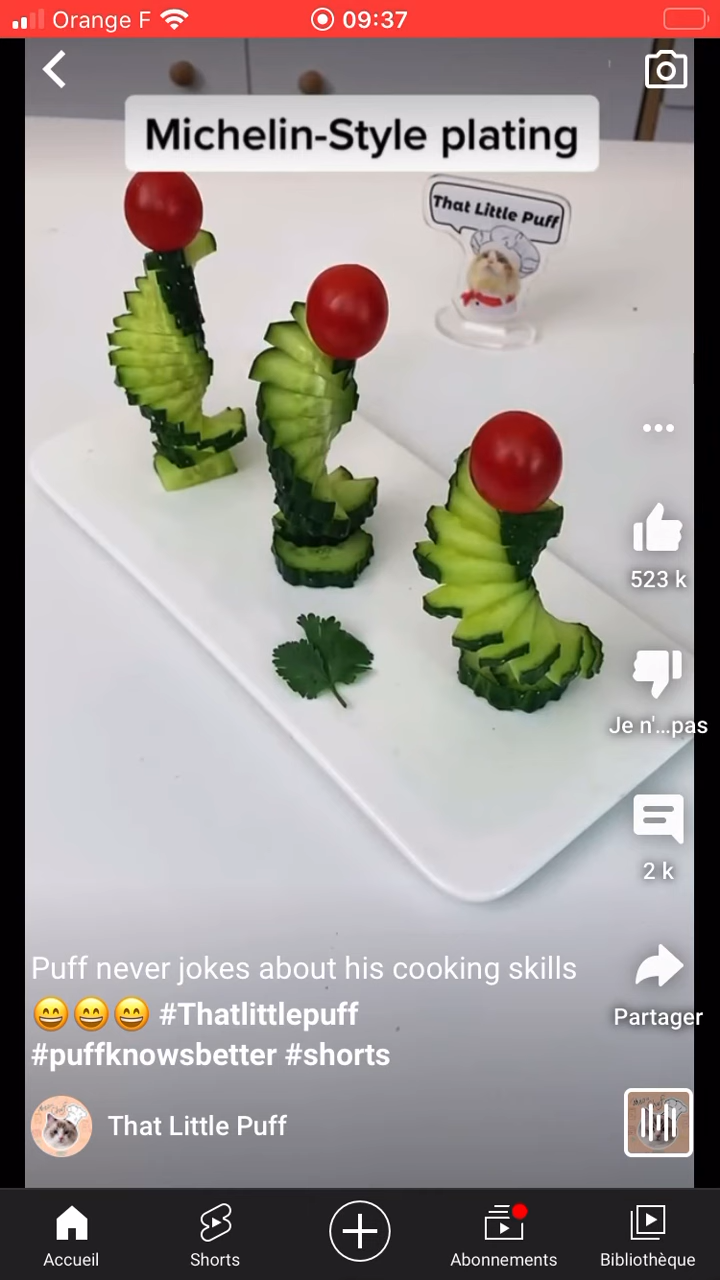 Orange F
09:37
Michelin-Style plating
That Little Puff
523 k
Je n'...pas
2 k
Puff never jokes about his cooking skills
😄😄😄 #Thatlittlepuff
#puffknowsbetter #shorts
Partager
That Little Puff
Accueil
Shorts
Abonnements
Bibliothèque